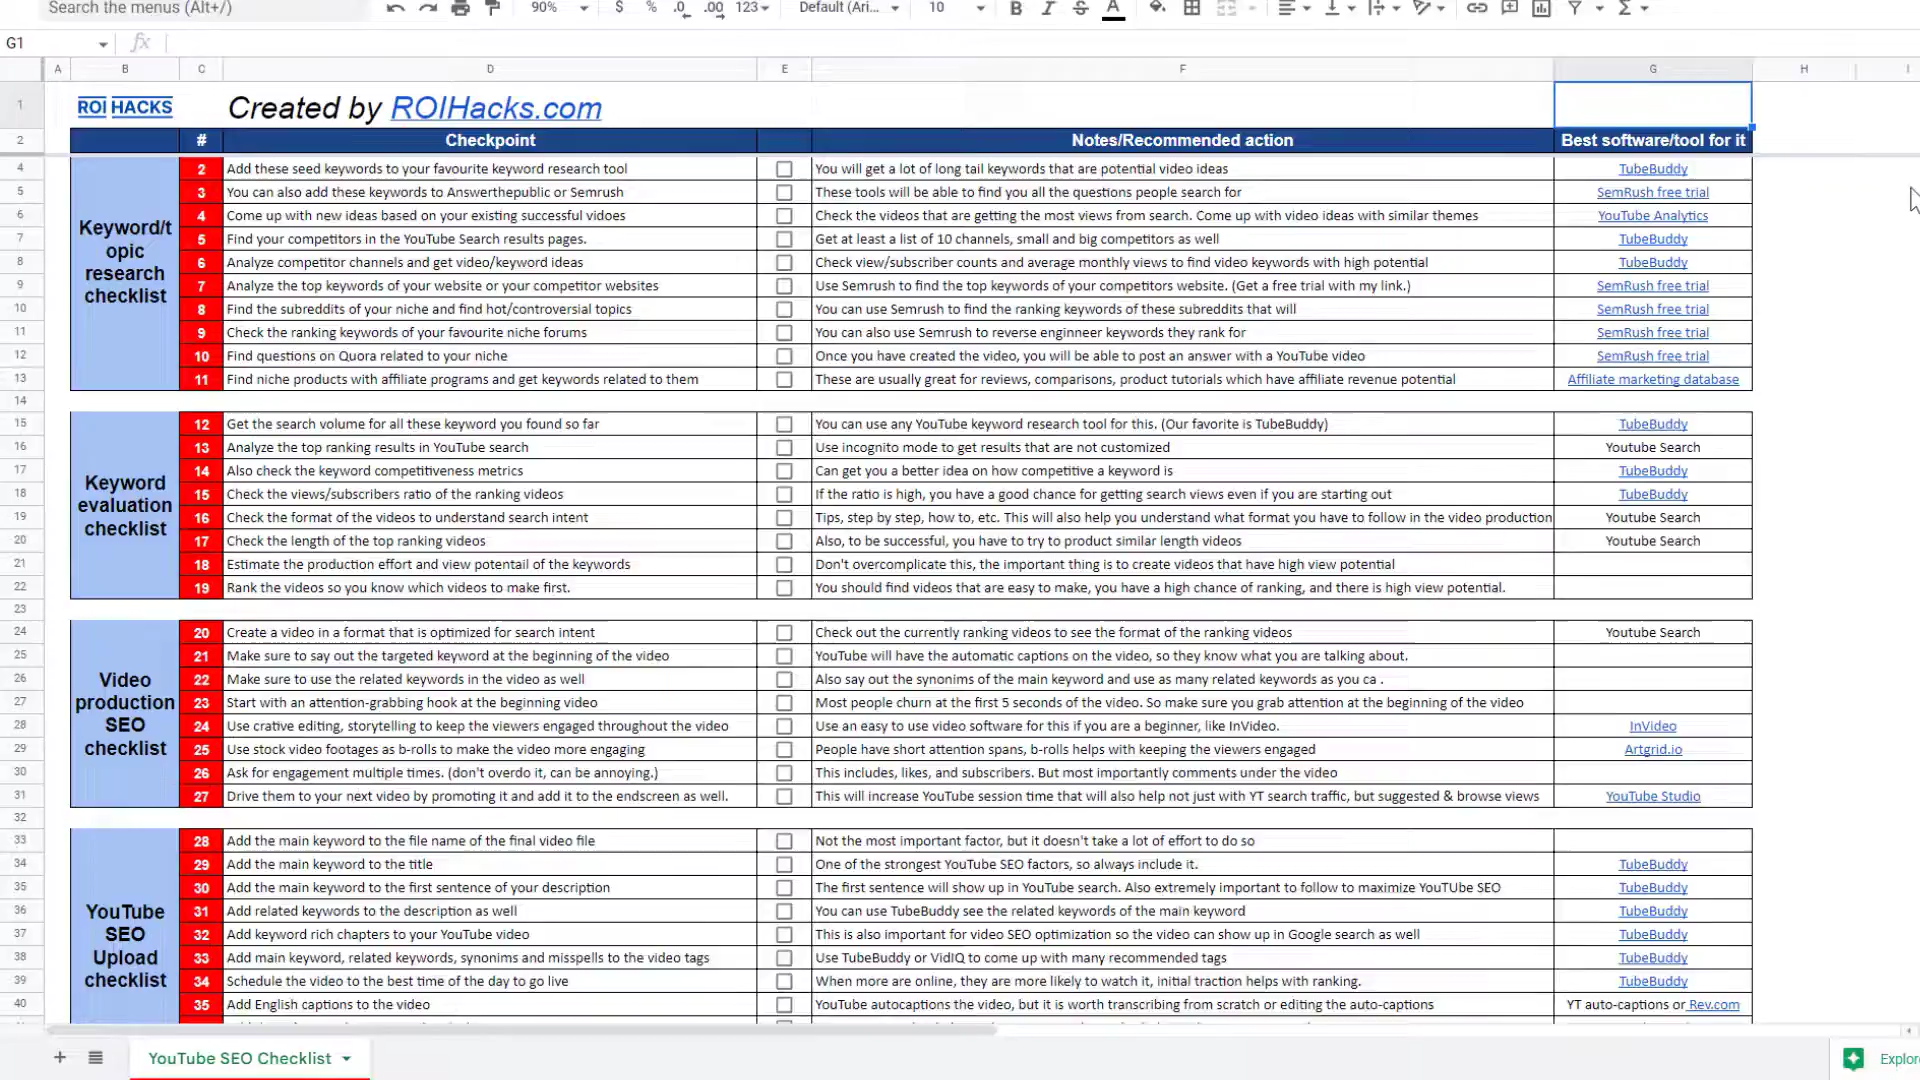 Search the menus (Alt+/)
90% $ % .0 .00 123 Default (Ari... 10 B I S A
G1 fx
A B C D E F G H I
1 ROI HACKS Created by ROIHacks.com
2 # Checkpoint Notes/Recommended action Best software/tool for it
Keyword/t
opic
research
checklist
4 2 Add these seed keywords to your favourite keyword research tool You will get a lot of long tail keywords that are potential video ideas TubeBuddy
5 3 You can also add these keywords to Answerthepublic or Semrush These tools will be able to find you all the questions people search for SemRush free trial
6 4 Come up with new ideas based on your existing successful vidoes Check the videos that are getting the most views from search. Come up with video ideas with similar themes YouTube Analytics
7 5 Find your competitors in the YouTube Search results pages. Get at least a list of 10 channels, small and big competitors as well TubeBuddy
8 6 Analyze competitor channels and get video/keyword ideas Check view/subscriber counts and average monthly views to find video keywords with high potential TubeBuddy
9 7 Analyze the top keywords of your website or your competitor websites Use Semrush to find the top keywords of your competitors website. (Get a free trial with my link.) SemRush free trial
10 8 Find the subreddits of your niche and find hot/controversial topics You can use Semrush to find the ranking keywords of these subreddits that will SemRush free trial
11 9 Check the ranking keywords of your favourite niche forums You can also use Semrush to reverse enginneer keywords they rank for SemRush free trial
12 10 Find questions on Quora related to your niche Once you have created the video, you will be able to post an answer with a YouTube video SemRush free trial
13 11 Find niche products with affiliate programs and get keywords related to them These are usually great for reviews, comparisons, product tutorials which have affiliate revenue potential Affiliate marketing database
14
Keyword
evaluation
checklist
15 12 Get the search volume for all these keyword you found so far You can use any YouTube keyword research tool for this. (Our favorite is TubeBuddy) TubeBuddy
16 13 Analyze the top ranking results in YouTube search Use incognito mode to get results that are not customized Youtube Search
17 14 Also check the keyword competitiveness metrics Can get you a better idea on how competitive a keyword is TubeBuddy
18 15 Check the views/subscribers ratio of the ranking videos If the ratio is high, you have a good chance for getting search views even if you are starting out TubeBuddy
19 16 Check the format of the videos to understand search intent Tips, step by step, how to, etc. This will also help you understand what format you have to follow in the video production Youtube Search
20 17 Check the length of the top ranking videos Also, to be successful, you have to try to product similar length videos Youtube Search
21 18 Estimate the production effort and view potentail of the keywords Don't overcomplicate this, the important thing is to create videos that have high view potential
22 19 Rank the videos so you know which videos to make first. You should find videos that are easy to make, you have a high chance of ranking, and there is high view potential.
23
Video
production
SEO
checklist
24 20 Create a video in a format that is optimized for search intent Check out the currently ranking videos to see the format of the ranking videos Youtube Search
25 21 Make sure to say out the targeted keyword at the beginning of the video YouTube will have the automatic captions on the video, so they know what you are talking about.
26 22 Make sure to use the related keywords in the video as well Also say out the synonims of the main keyword and use as many related keywords as you ca .
27 23 Start with an attention-grabbing hook at the beginning video Most people churn at the first 5 seconds of the video. So make sure you grab attention at the beginning of the video
28 24 Use crative editing, storytelling to keep the viewers engaged throughout the video Use an easy to use video software for this if you are a beginner, like InVideo. InVideo
29 25 Use stock video footages as b-rolls to make the video more engaging People have short attention spans, b-rolls helps with keeping the viewers engaged Artgrid.io
30 26 Ask for engagement multiple times. (don't overdo it, can be annoying.) This includes, likes, and subscribers. But most importantly comments under the video
31 27 Drive them to your next video by promoting it and add it to the endscreen as well. This will increase YouTube session time that will also help not just with YT search traffic, but suggested & browse views YouTube Studio
32
YouTube
SEO
Upload
checklist
33 28 Add the main keyword to the file name of the final video file Not the most important factor, but it doesn't take a lot of effort to do so
34 29 Add the main keyword to the title One of the strongest YouTube SEO factors, so always include it. TubeBuddy
35 30 Add the main keyword to the first sentence of your description The first sentence will show up in YouTube search. Also extremely important to follow to maximize YouTUbe SEO TubeBuddy
36 31 Add related keywords to the description as well You can use TubeBuddy see the related keywords of the main keyword TubeBuddy
37 32 Add keyword rich chapters to your YouTube video This is also important for video SEO optimization so the video can show up in Google search as well TubeBuddy
38 33 Add main keyword, related keywords, synonims and misspells to the video tags Use TubeBuddy or VidIQ to come up with many recommended tags TubeBuddy
39 34 Schedule the video to the best time of the day to go live When more are online, they are more likely to watch it, initial traction helps with ranking. TubeBuddy
40 35 Add English captions to the video YouTube autocaptions the video, but it is worth transcribing from scratch or editing the auto-captions YT auto-captions or Rev.com
YouTube SEO Checklist
Explor